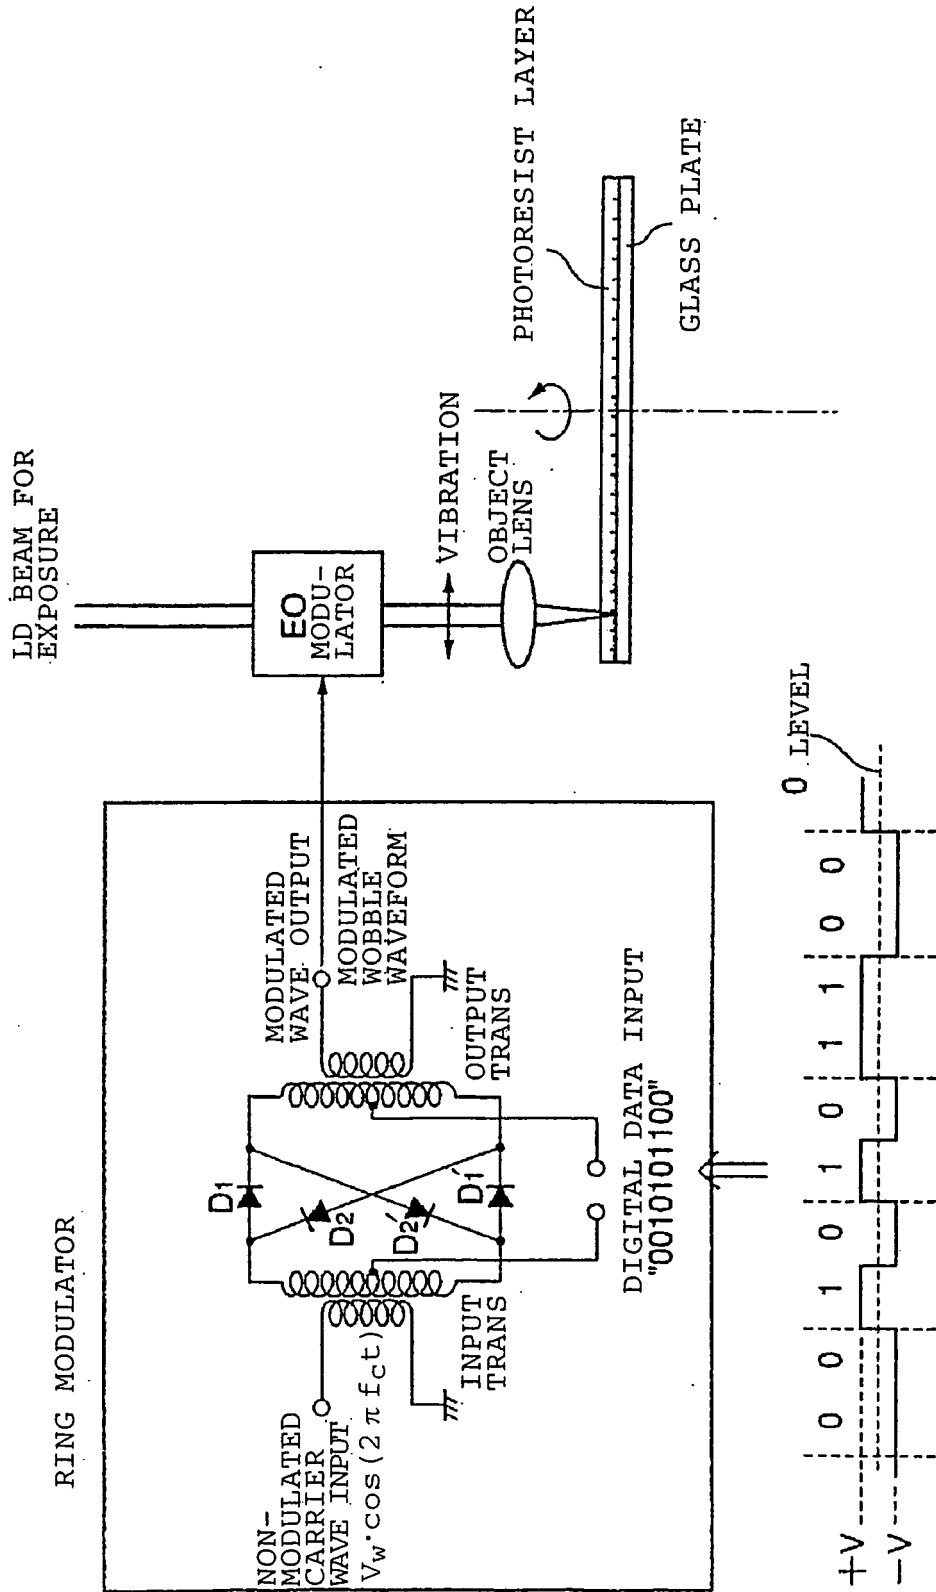 RING MODULATOR
NON-
MODULATED
CARRIER
WAVE INPUT
Vw·cos(2πfct)
INPUT
TRANS
D1
D2
D2′
D1′
MODULATED
WAVE OUTPUT
MODULATED
WOBBLE
WAVEFORM
OUTPUT
TRANS
DIGITAL DATA INPUT
"0010101100"
LD BEAM FOR
EXPOSURE
EO
MODU-
LATOR
VIBRATION
OBJECT
LENS
PHOTORESIST LAYER
GLASS PLATE
+V
-V
0 0 1 0 1 0 1 1 0 0
0 LEVEL